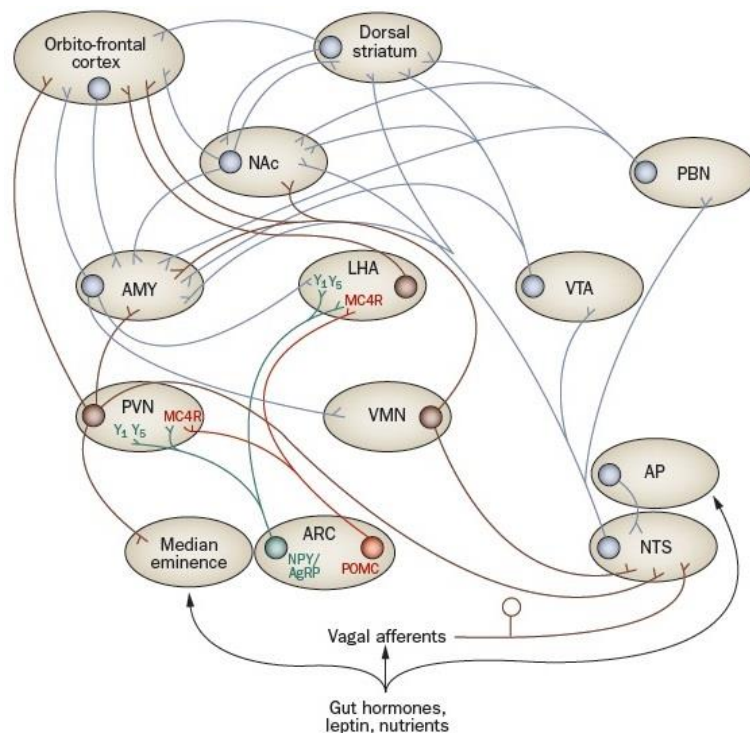 Orbito-frontal
cortex
Dorsal
striatum
NAc
PBN
AMY
LHA
Y₁ Y₅
MC4R
VTA
PVN
MC4R
Y₁ Y₅
VMN
AP
Median
eminence
ARC
NPY/
AgRP
POMC
NTS
Vagal afferents
Gut hormones,
leptin, nutrients